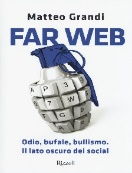 Matteo Grandi
FAR WEB
Odio, bufale, bullismo.
Il lato oscuro dei social
Rizzoli